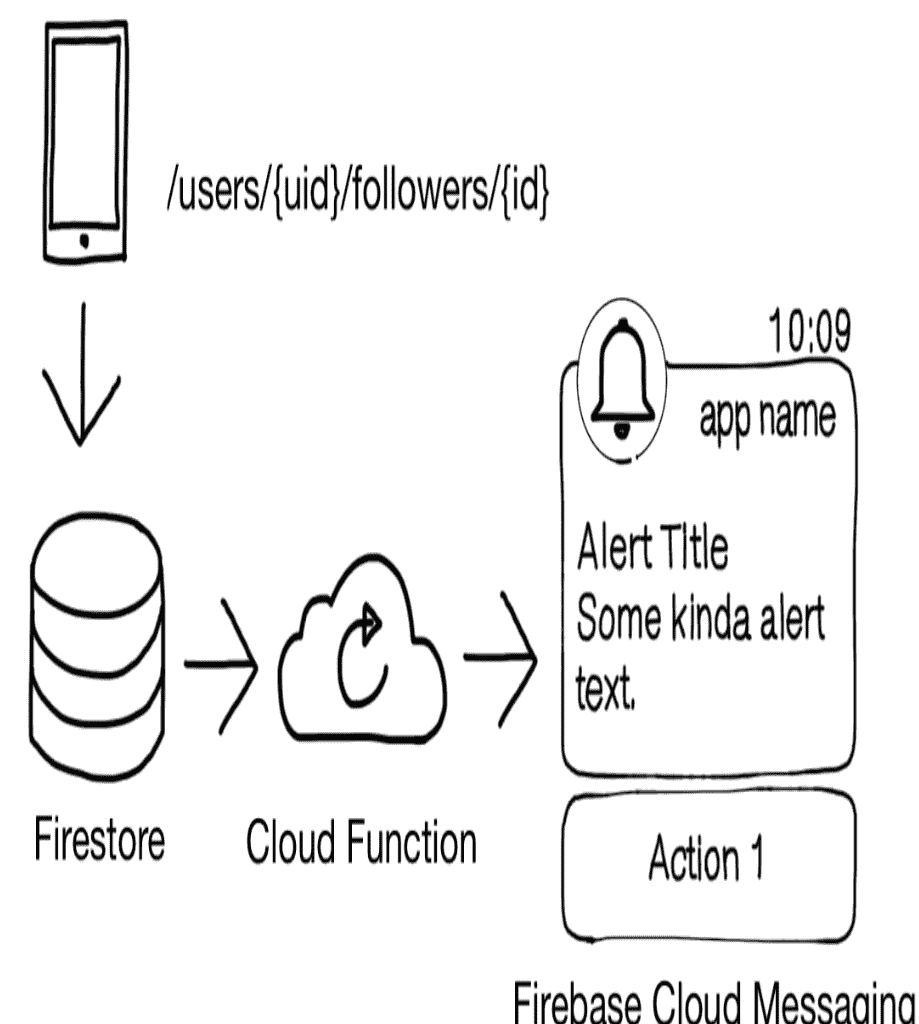 /users/{uid}/followers/{id}
10:09
app name
Alert Title
Some kinda alert
text.
Action 1
Firestore
Cloud Function
Firebase Cloud Messaging